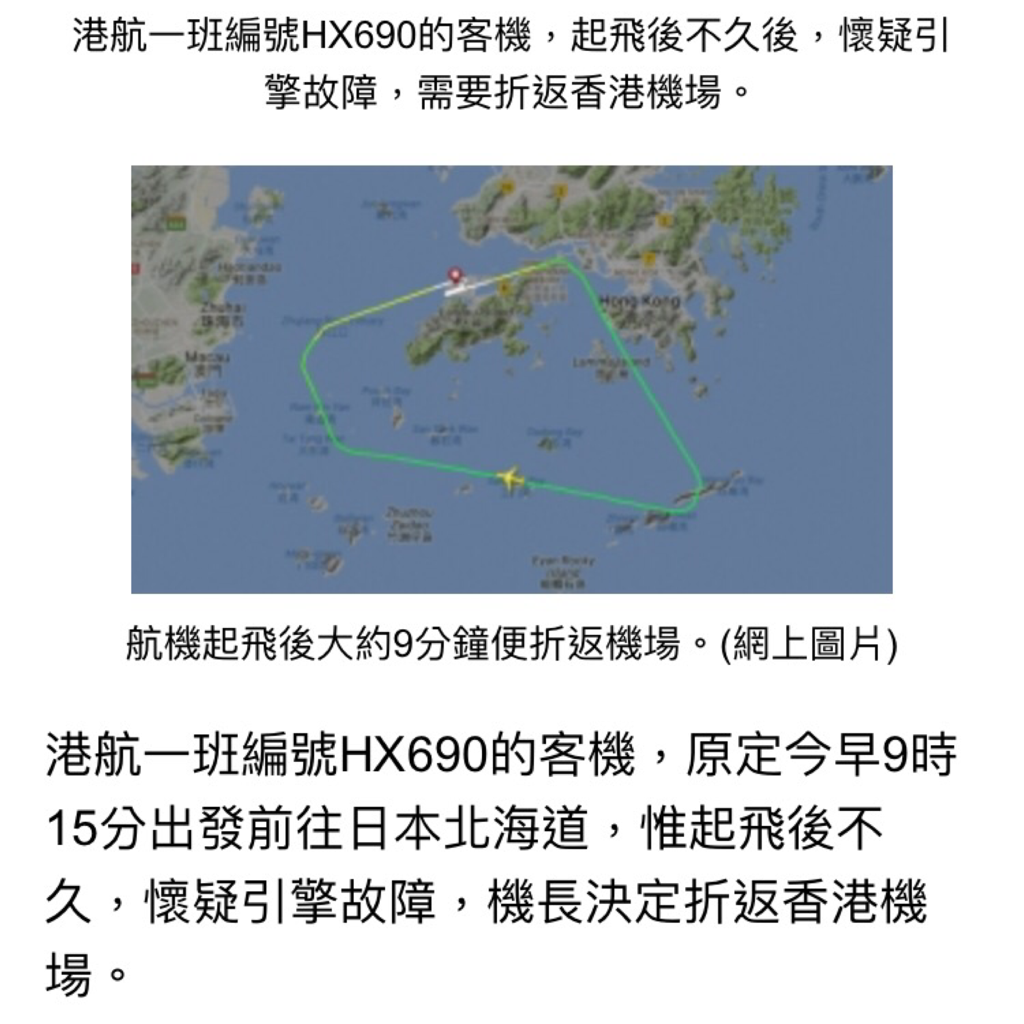 港航一班編號HX690的客機，起飛後不久後，懷疑引
擎故障，需要折返香港機場。
Zhuhai
珠海市
Macau
澳門
Hong Kong
航機起飛後大約9分鐘便折返機場。(網上圖片)
港航一班編號HX690的客機，原定今早9時
15分出發前往日本北海道，惟起飛後不
久，懷疑引擎故障，機長決定折返香港機
場。